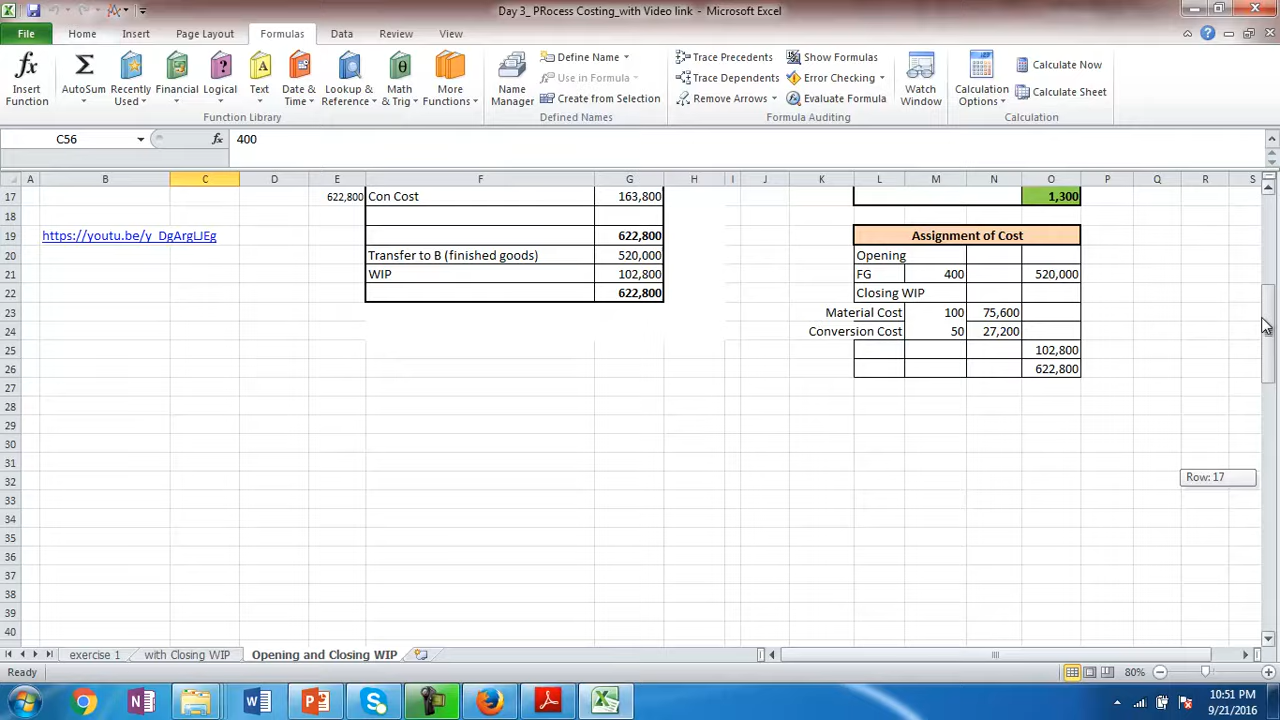 Day 3_ PRocess Costing_with Video link - Microsoft Excel
File Home Insert Page Layout Formulas Data Review View
Insert Function
AutoSum
Recently Used
Financial
Logical
Text
Date & Time
Lookup & Reference
Math & Trig
More Functions
Function Library
Name Manager
Define Name
Use in Formula
Create from Selection
Defined Names
Trace Precedents
Trace Dependents
Remove Arrows
Show Formulas
Error Checking
Evaluate Formula
Formula Auditing
Watch Window
Calculation Options
Calculate Now
Calculate Sheet
Calculation
C56 fx 400
A B C D E F G H I J K L M N O P Q R S
17 622,800 Con Cost 163,800 1,300
18
19 https://youtu.be/y_DgArgLJEg 622,800 Assignment of Cost
20 Transfer to B (finished goods) 520,000 Opening
21 WIP 102,800 FG 400 520,000
22 622,800 Closing WIP
23 Material Cost 100 75,600
24 Conversion Cost 50 27,200
25 102,800
26 622,800
27
28
29
30
31
32 Row: 17
33
34
35
36
37
38
39
40
exercise 1 with Closing WIP Opening and Closing WIP
Ready 80%
10:51 PM
9/21/2016